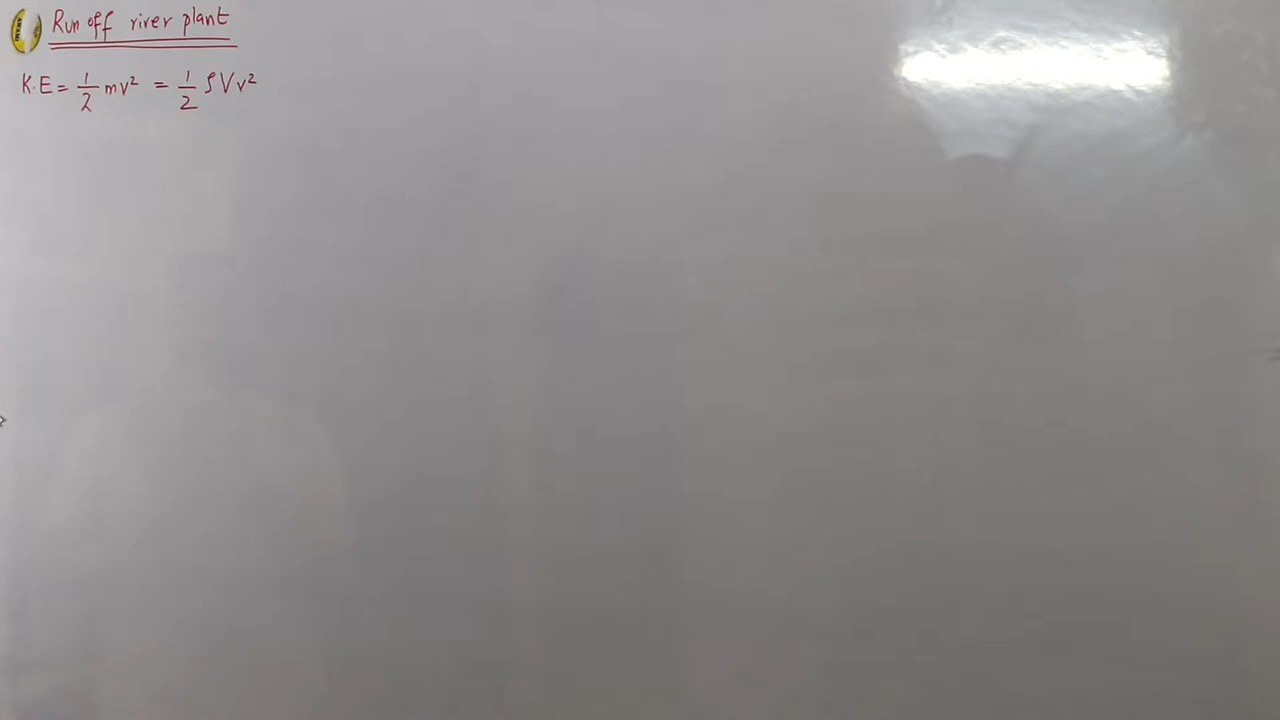 Run off river plant
K.E = 1/2 mv² = 1/2 ρVv²